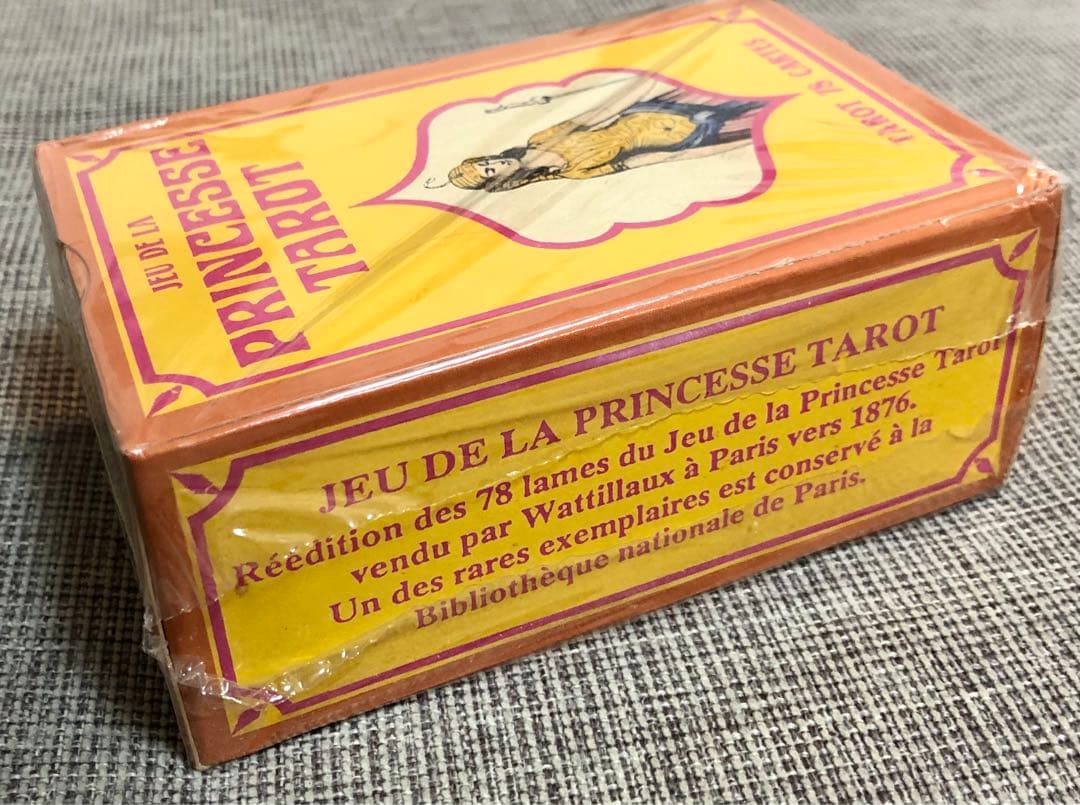 JEU DE LA
PRINCESSE
TAROT
TAROT 78 CARTES
JEU DE LA PRINCESSE TAROT
Réédition des 78 lames du Jeu de la Princesse Tarot
vendu par Wattillaux à Paris vers 1876.
Un des rares exemplaires est conservé à la
Bibliothèque nationale de Paris.